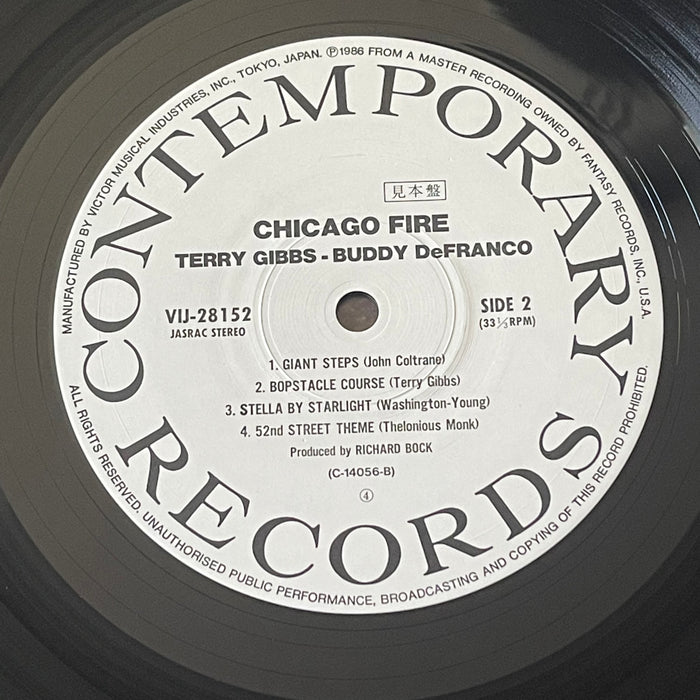 MANUFACTURED BY VICTOR MUSICAL INDUSTRIES, INC., TOKYO, JAPAN. Ⓟ1986 FROM A MASTER RECORDING OWNED BY FANTASY RECORDS, INC., U.S.A.
CONTEMPORARY
見本盤
CHICAGO FIRE
TERRY GIBBS - BUDDY DeFRANCO
VIJ-28152
JASRAC STEREO
SIDE 2
(33⅓RPM)
1. GIANT STEPS (John Coltrane)
2. BOPSTACLE COURSE (Terry Gibbs)
3. STELLA BY STARLIGHT (Washington-Young)
4. 52nd STREET THEME (Thelonious Monk)
Produced by RICHARD BOCK
(C-14056-B)
④
RECORDS
ALL RIGHTS RESERVED. UNAUTHORISED PUBLIC PERFORMANCE, BROADCASTING AND COPYING OF THIS RECORD PROHIBITED.